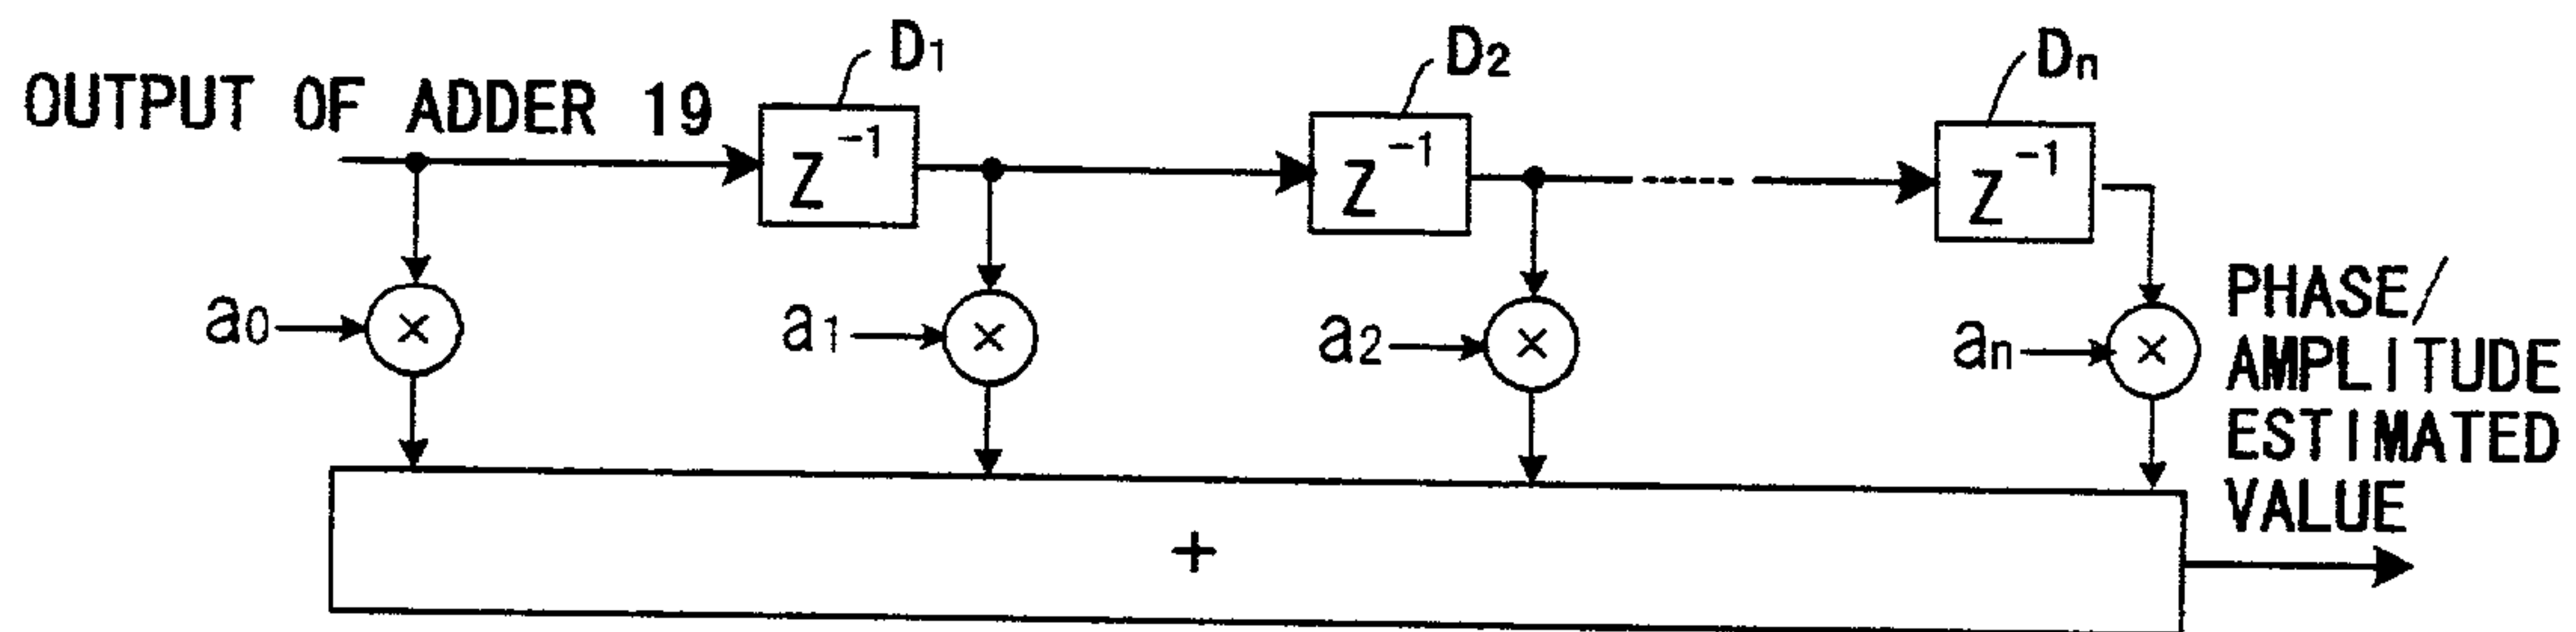 OUTPUT OF ADDER 19
D1
D2
Dn
Z-1
Z-1
Z-1
a0
×
a1
×
a2
×
an
×
PHASE/
AMPLITUDE
ESTIMATED
VALUE
+